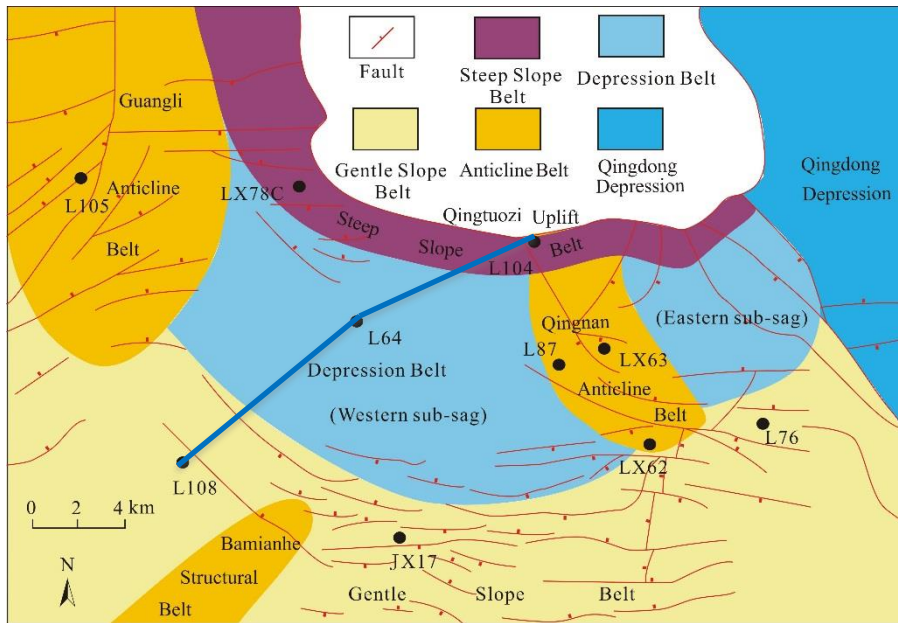 Fault
Steep Slope
Belt
Depression Belt
Gentle Slope
Belt
Anticline Belt
Qingdong
Depression
Guangli
Anticline
Belt
L105
LX78C
Steep
Slope
Belt
Qingtuozi Uplift
L104
Qingdong
Depression
L64
Depression Belt
(Western sub-sag)
Qingnan
L87
LX63
Anticline
Belt
(Eastern sub-sag)
L76
LX62
L108
0 2 4 km
N
Bamianhe
Structural
Belt
JX17
Gentle Slope Belt